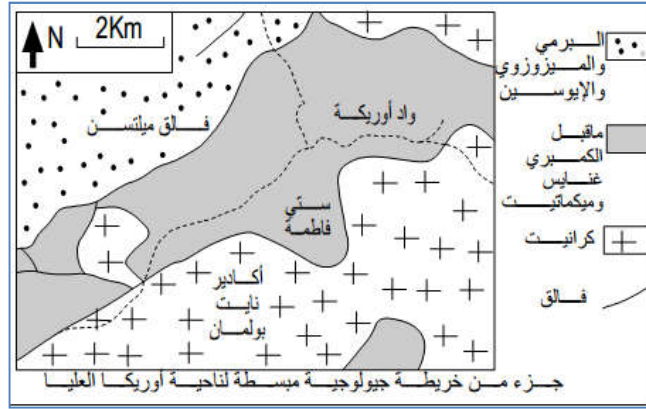 N
2Km
البرمي
والميزوزوي
والإيوسين
فالق ميلتسن
واد أوريكة
ماقبل
الكمبري
غنايس
وميكماتيت
ستي
فاطمة
كرانيت
أكادير
نايت
بولمان
فالق
جزء من خريطة جيولوجية مبسطة لناحية أوريكا العليا